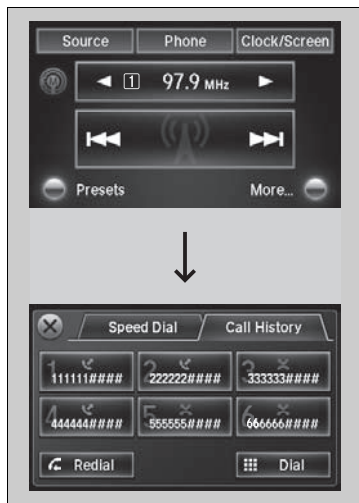 Source Phone Clock/Screen
1 97.9 MHz
Presets More...
Speed Dial Call History
1 111111#### 2 222222#### 3 333333####
4 444444#### 5 555555#### 6 666666####
Redial Dial